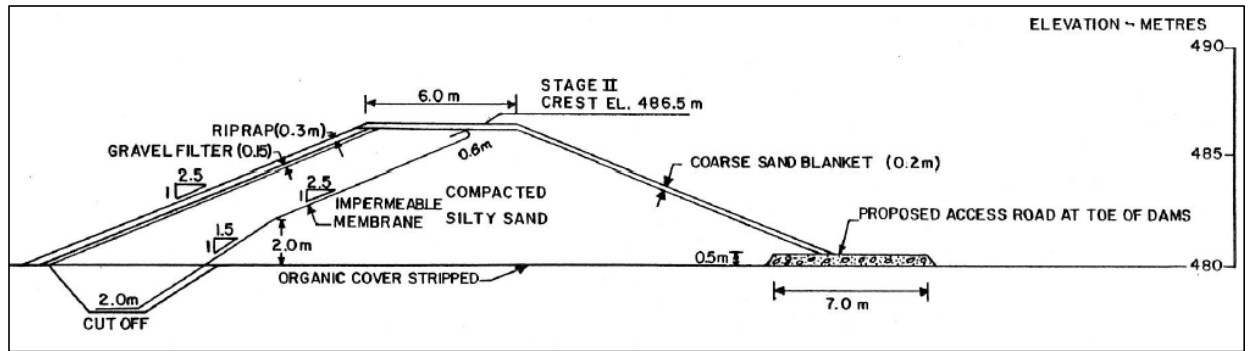 ELEVATION ~ METRES
490
STAGE II
CREST EL. 486.5 m
6.0 m
RIPRAP(0.3m)
GRAVEL FILTER (0.15)
0.6m
485
COARSE SAND BLANKET (0.2m)
2.5
1
2.5
1
IMPERMEABLE
MEMBRANE
COMPACTED
SILTY SAND
PROPOSED ACCESS ROAD AT TOE OF DAMS
1.5
1
2.0m
0.5m
480
ORGANIC COVER STRIPPED
2.0m
7.0 m
CUT OFF